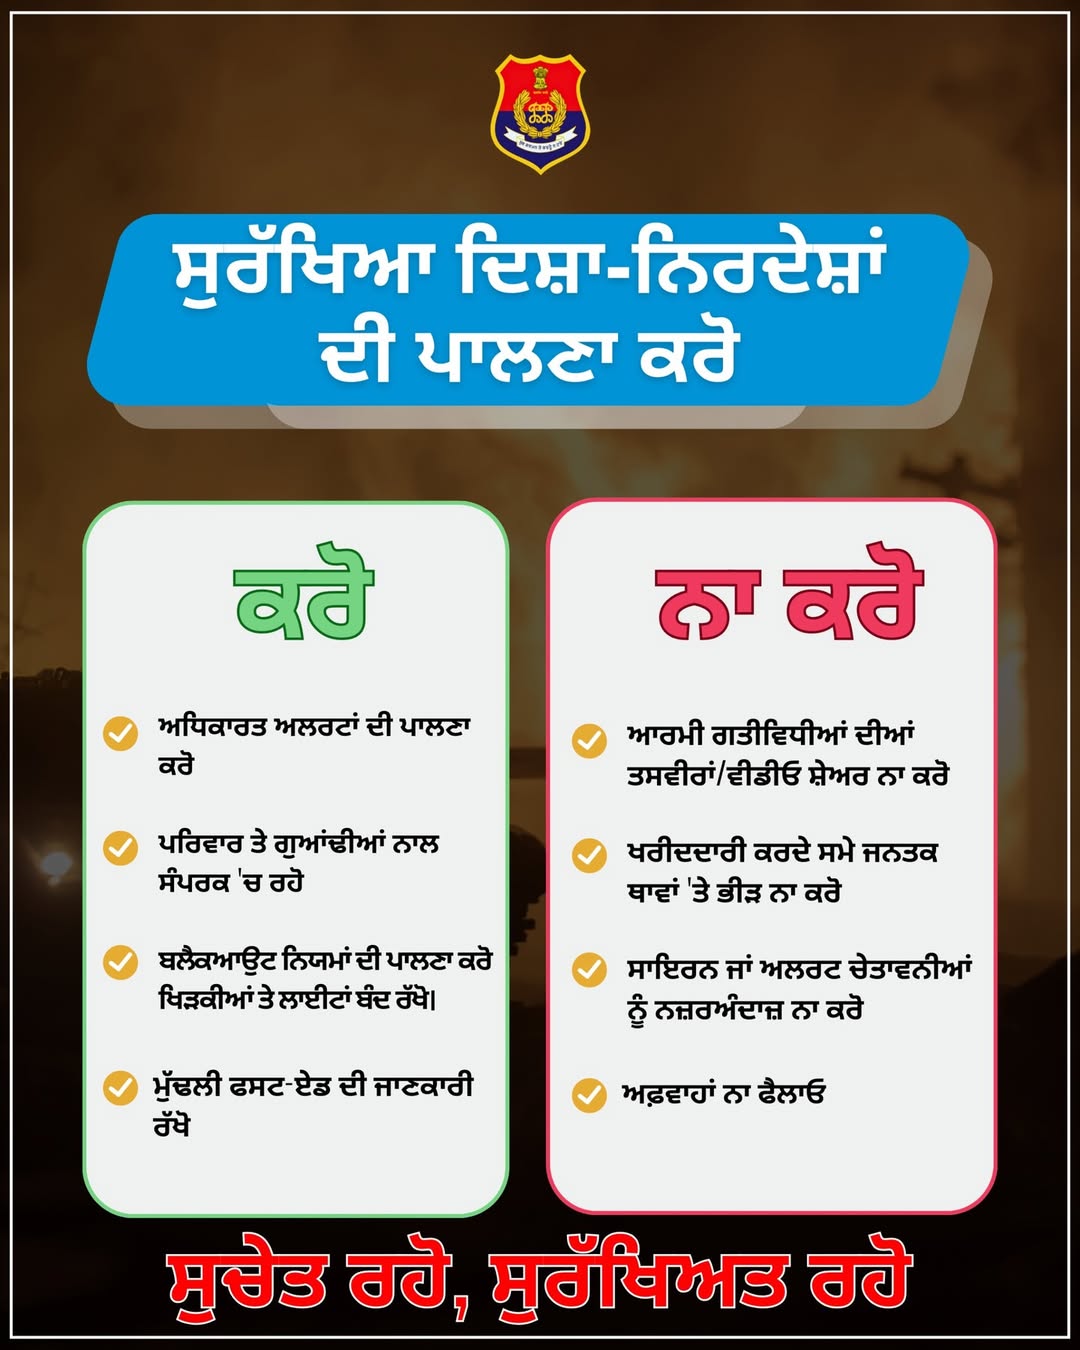 ਸੁਰੱਖਿਆ ਦਿਸ਼ਾ-ਨਿਰਦੇਸ਼ਾਂ
ਦੀ ਪਾਲਣਾ ਕਰੋ
ਕਰੋ
ਅਧਿਕਾਰਤ ਅਲਰਟਾਂ ਦੀ ਪਾਲਣਾ
ਕਰੋ
ਪਰਿਵਾਰ ਤੇ ਗੁਆਂਢੀਆਂ ਨਾਲ
ਸੰਪਰਕ 'ਚ ਰਹੋ
ਬਲੈਕਆਉਟ ਨਿਯਮਾਂ ਦੀ ਪਾਲਣਾ ਕਰੋ
ਖਿੜਕੀਆਂ ਤੇ ਲਾਈਟਾਂ ਬੰਦ ਰੱਖੋ।
ਮੁੱਢਲੀ ਫਸਟ-ਏਡ ਦੀ ਜਾਣਕਾਰੀ
ਰੱਖੋ
ਨਾ ਕਰੋ
ਆਰਮੀ ਗਤੀਵਿਧੀਆਂ ਦੀਆਂ
ਤਸਵੀਰਾਂ/ਵੀਡੀਓ ਸ਼ੇਅਰ ਨਾ ਕਰੋ
ਖਰੀਦਦਾਰੀ ਕਰਦੇ ਸਮੇ ਜਨਤਕ
ਥਾਵਾਂ 'ਤੇ ਭੀੜ ਨਾ ਕਰੋ
ਸਾਇਰਨ ਜਾਂ ਅਲਰਟ ਚੇਤਾਵਨੀਆਂ
ਨੂੰ ਨਜ਼ਰਅੰਦਾਜ਼ ਨਾ ਕਰੋ
ਅਫ਼ਵਾਹਾਂ ਨਾ ਫੈਲਾਓ
ਸੁਚੇਤ ਰਹੋ, ਸੁਰੱਖਿਅਤ ਰਹੋ